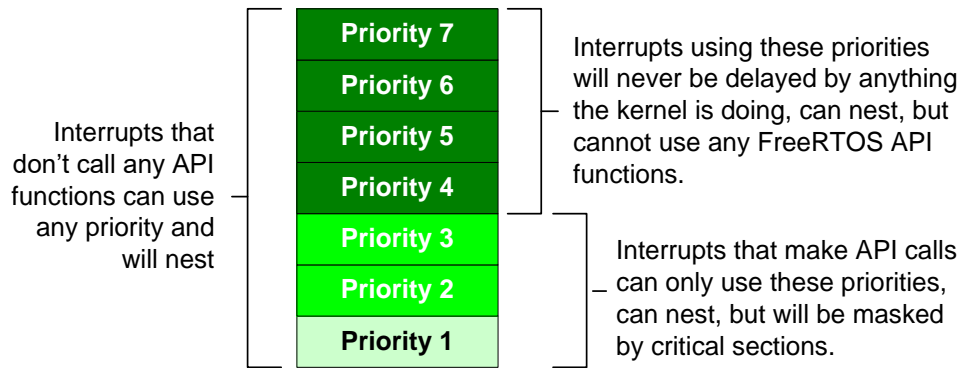 Interrupts that
don’t call any API
functions can use
any priority and
will nest
Priority 7
Priority 6
Priority 5
Priority 4
Priority 3
Priority 2
Priority 1
Interrupts using these priorities
will never be delayed by anything
the kernel is doing, can nest, but
cannot use any FreeRTOS API
functions.
Interrupts that make API calls
can only use these priorities,
can nest, but will be masked
by critical sections.